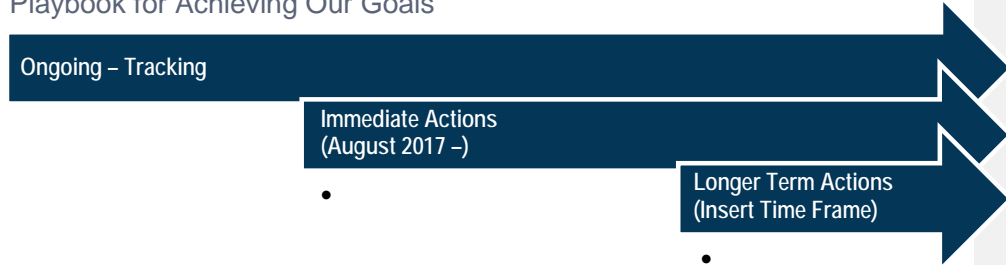 Playbook for Achieving Our Goals
Ongoing – Tracking
Immediate Actions
(August 2017 –)
•
Longer Term Actions
(Insert Time Frame)
•